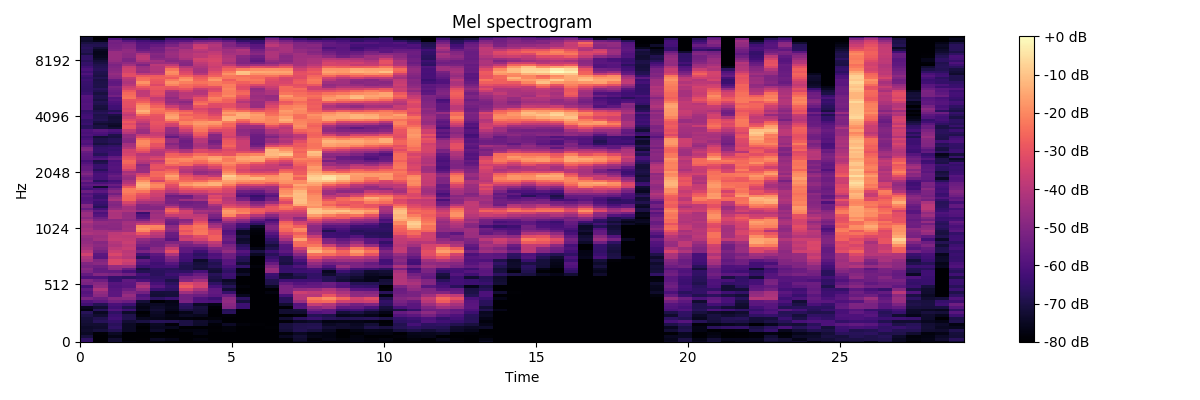 Mel spectrogram
Hz
8192
4096
2048
1024
512
0
0 5 10 15 20 25
Time
+0 dB
-10 dB
-20 dB
-30 dB
-40 dB
-50 dB
-60 dB
-70 dB
-80 dB